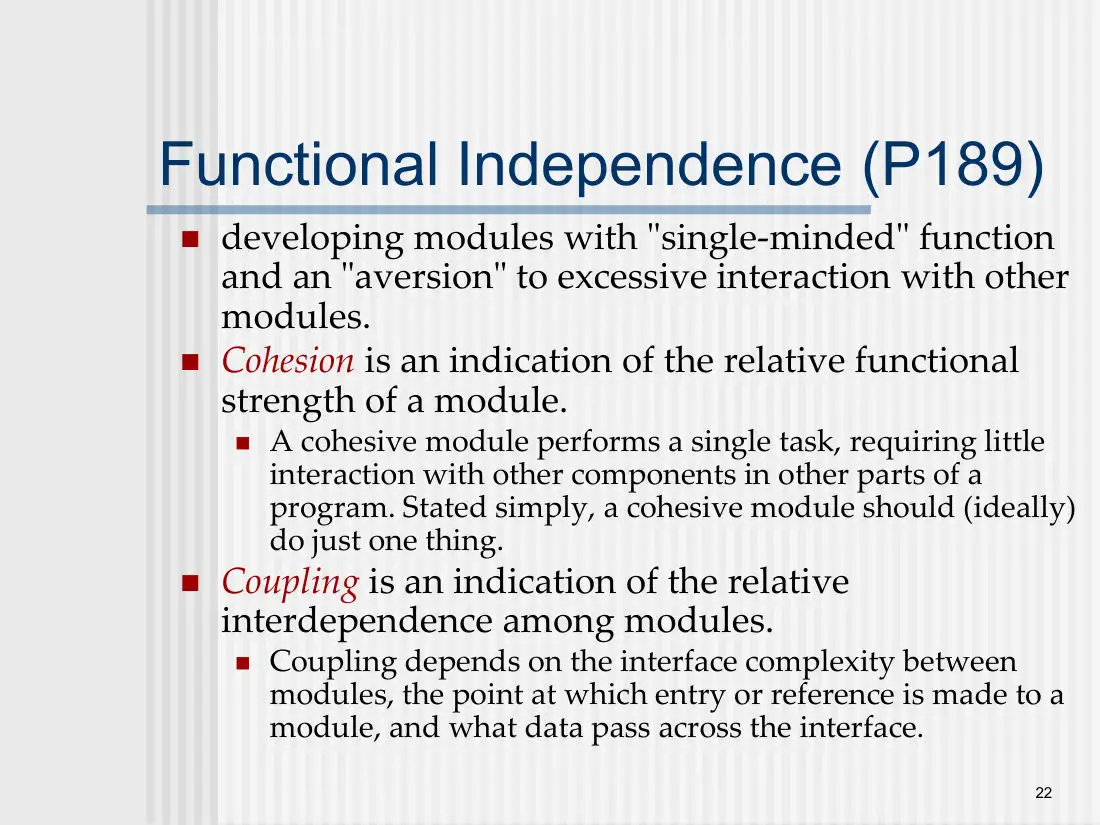 Functional Independence (P189)
developing modules with "single-minded" function
and an "aversion" to excessive interaction with other
modules.
Cohesion is an indication of the relative functional
strength of a module.
A cohesive module performs a single task, requiring little
interaction with other components in other parts of a
program. Stated simply, a cohesive module should (ideally)
do just one thing.
Coupling is an indication of the relative
interdependence among modules.
Coupling depends on the interface complexity between
modules, the point at which entry or reference is made to a
module, and what data pass across the interface.
22